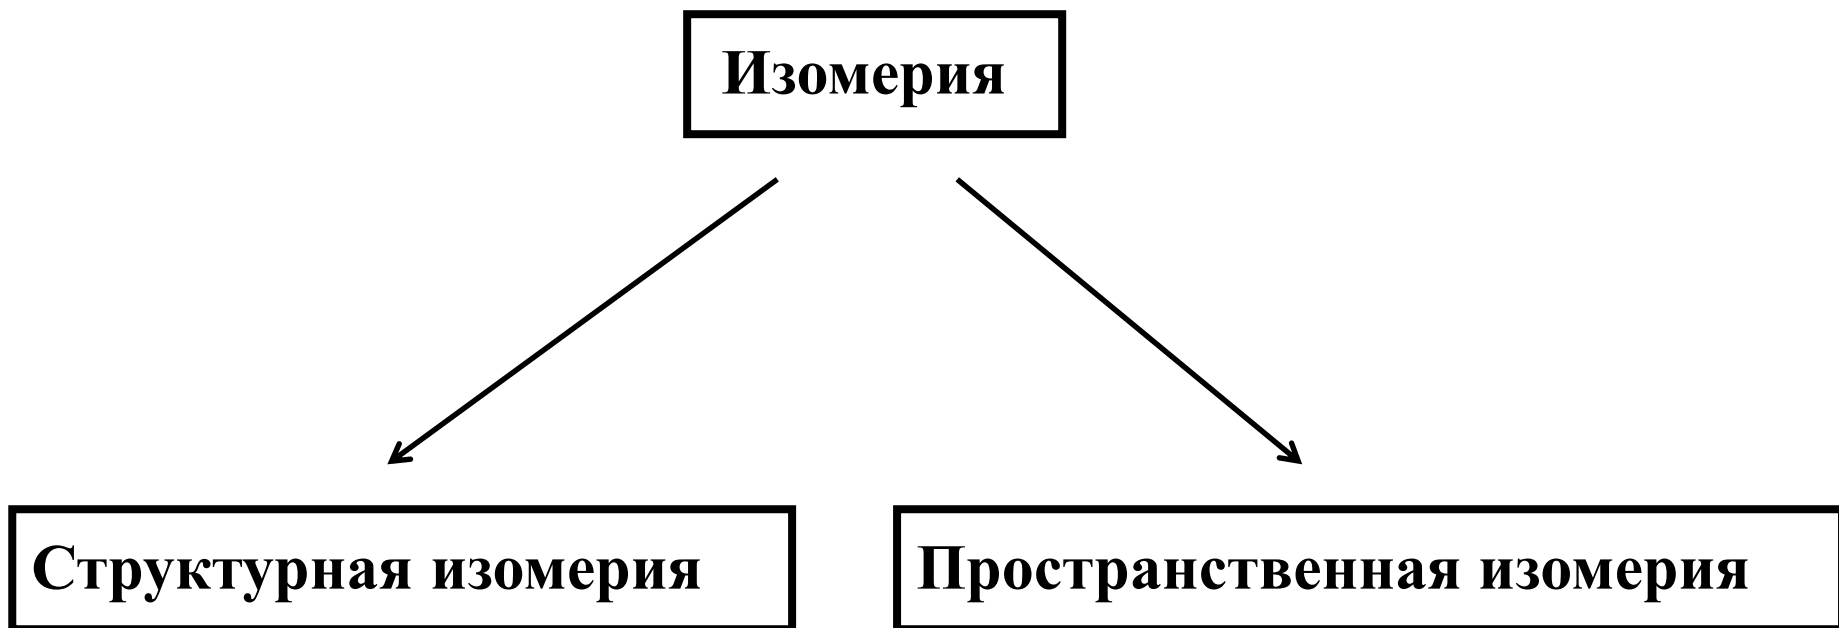 Изомерия
Структурная изомерия
Пространственная изомерия